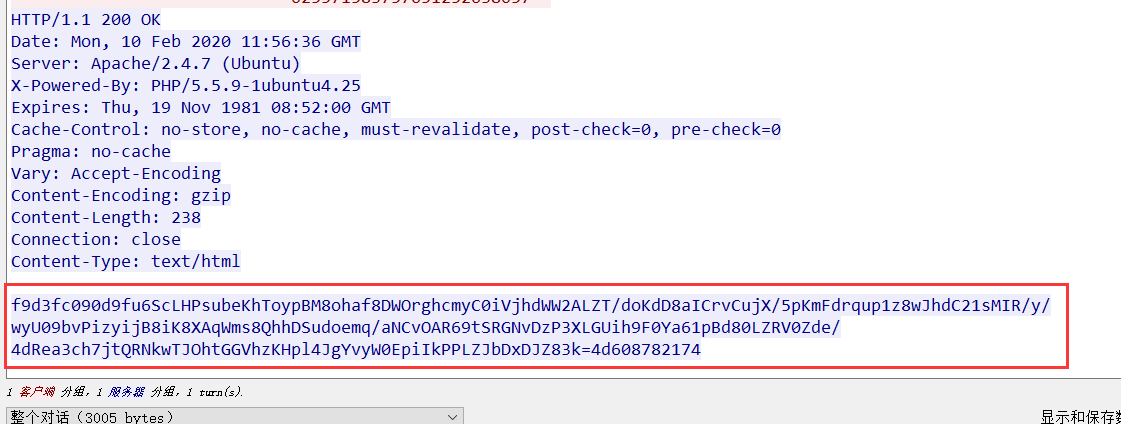 HTTP/1.1 200 OK
Date: Mon, 10 Feb 2020 11:56:36 GMT
Server: Apache/2.4.7 (Ubuntu)
X-Powered-By: PHP/5.5.9-1ubuntu4.25
Expires: Thu, 19 Nov 1981 08:52:00 GMT
Cache-Control: no-store, no-cache, must-revalidate, post-check=0, pre-check=0
Pragma: no-cache
Vary: Accept-Encoding
Content-Encoding: gzip
Content-Length: 238
Connection: close
Content-Type: text/html
f9d3fc090d9fu6ScLHPsubeKhToypBM8ohaf8DWOrghcmyC0iVjhdWW2ALZT/doKdD8aICrvCujX/5pKmFdrqup1z8wJhdC21sMIR/y/
wyU09bvPizyijB8iK8XAqWms8QhhDSudoemq/aNCvOAR69tSRGNvDzP3XLGUih9F0Ya61pBd80LZRV0Zde/
4dRea3ch7jtQRNkwTJOhtGGVhzKHpl4JgYvyW0EpiIkPPLZJbDxDJZ83k=4d608782174
1 客户端 分组，1 服务器 分组，1 turn(s).
整个对话（3005 bytes）
显示和保存数